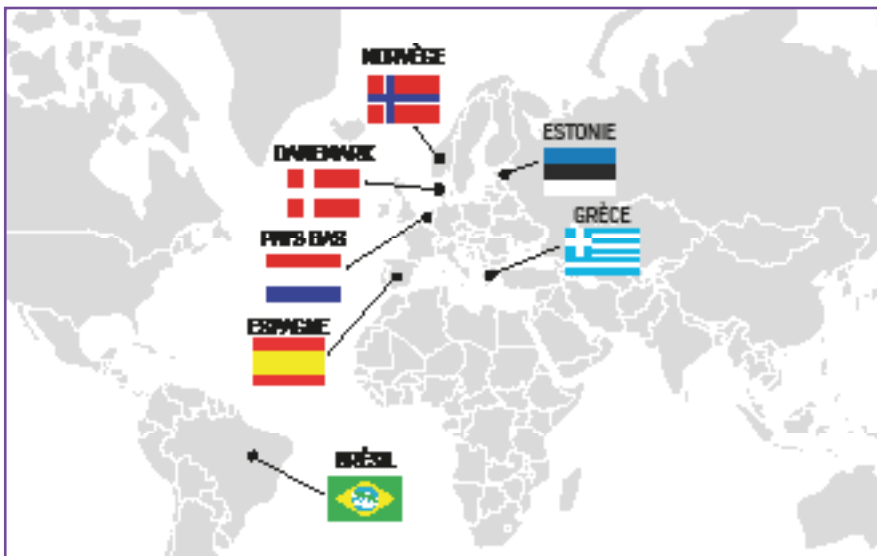 NORVÈGE
ESTONIE
DANEMARK
GRÈCE
PAYS BAS
ESPAGNE
BRÉSIL